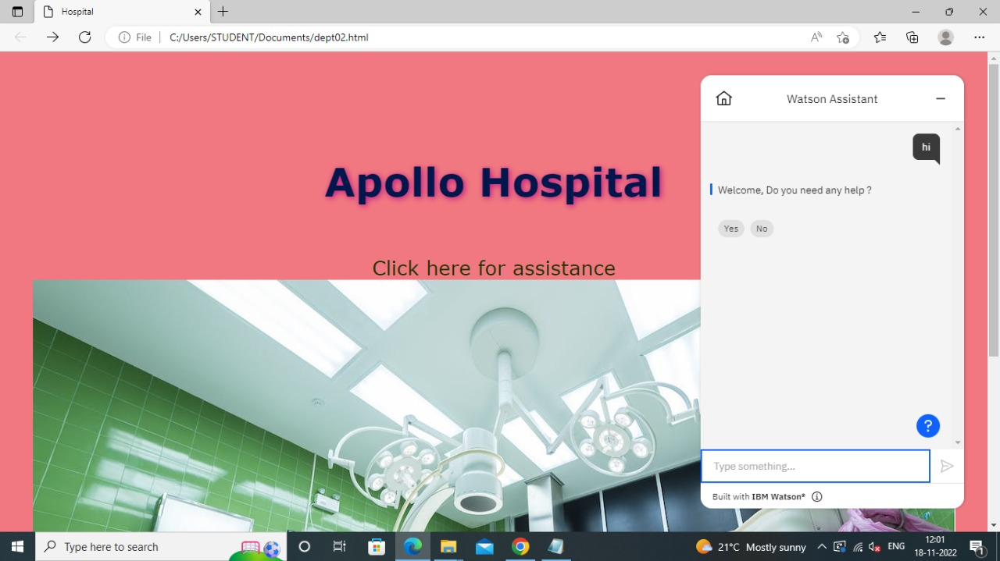 Hospital
File
C:/Users/STUDENT/Documents/dept02.html
Apollo Hospital
Click here for assistance
Watson Assistant
hi
Welcome, Do you need any help ?
Yes No
?
Type something...
Built with IBM Watson®
Type here to search
21°C Mostly sunny
ENG
12:01
18-11-2022
1